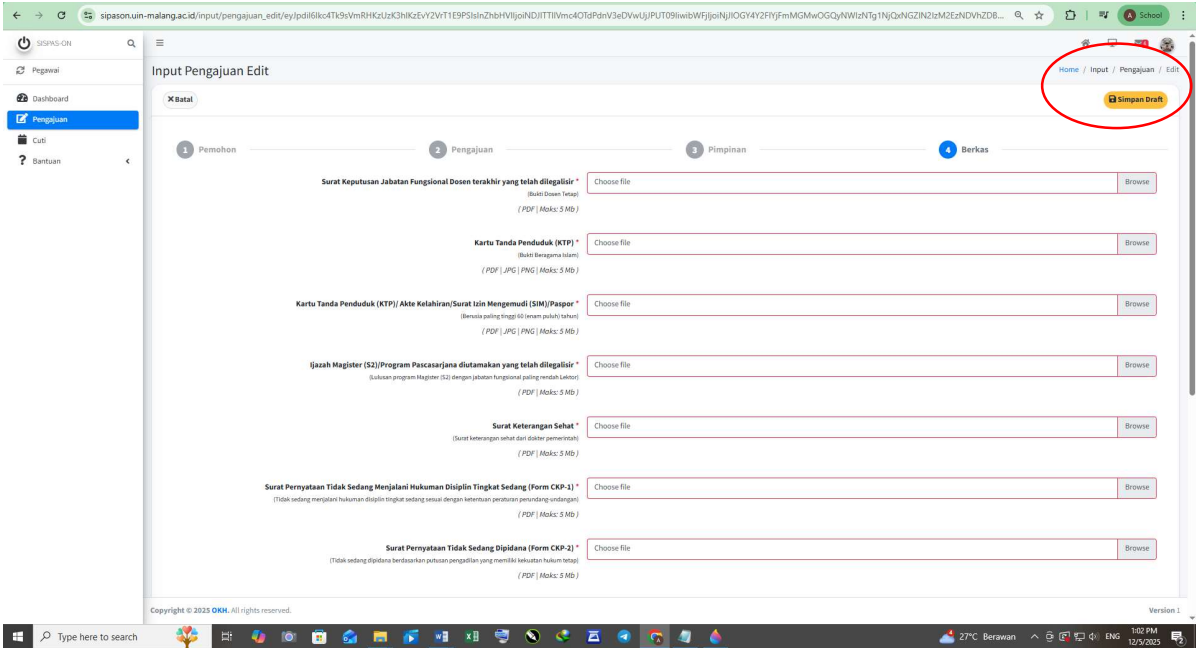 sipason.uin-malang.ac.id/input/pengajuan_edit/
School
SISPAS-ON
Pegawai
Dashboard
Pengajuan
Cuti
Bantuan
Input Pengajuan Edit
Home / Input / Pengajuan / Edit
Batal
Simpan Draft
1 Pemohon
2 Pengajuan
3 Pimpinan
4 Berkas
Surat Keputusan Jabatan Fungsional Dosen terakhir yang telah dilegalisir * Choose file Browse
(Bukti Dosen Tetap)
( PDF | Maks: 5 Mb )
Kartu Tanda Penduduk (KTP) * Choose file Browse
(Bukti Beragama Islam)
( PDF | JPG | PNG | Maks: 5 Mb )
Kartu Tanda Penduduk (KTP)/ Akte Kelahiran/Surat Izin Mengemudi (SIM)/Paspor * Choose file Browse
(Berusia paling tinggi 60 (enam puluh) tahun)
( PDF | JPG | PNG | Maks: 5 Mb )
Ijazah Magister (S2)/Program Pascasarjana diutamakan yang telah dilegalisir * Choose file Browse
(Lulusan program Magister (S2) dengan jabatan fungsional paling rendah Lektor)
( PDF | Maks: 5 Mb )
Surat Keterangan Sehat * Choose file Browse
(Surat keterangan sehat dari dokter pemerintah)
( PDF | Maks: 5 Mb )
Surat Pernyataan Tidak Sedang Menjalani Hukuman Disiplin Tingkat Sedang (Form CKP-1) * Choose file Browse
(Tidak sedang menjalani hukuman disiplin tingkat sedang sesuai dengan ketentuan peraturan perundang-undangan)
( PDF | Maks: 5 Mb )
Surat Pernyataan Tidak Sedang Dipidana (Form CKP-2) * Choose file Browse
(Tidak sedang dipidana berdasarkan putusan pengadilan yang memiliki kekuatan hukum tetap)
( PDF | Maks: 5 Mb )
Copyright © 2025 OKH. All rights reserved.
Version 1
Type here to search
27°C Berawan
ENG
1:02 PM
12/5/2025